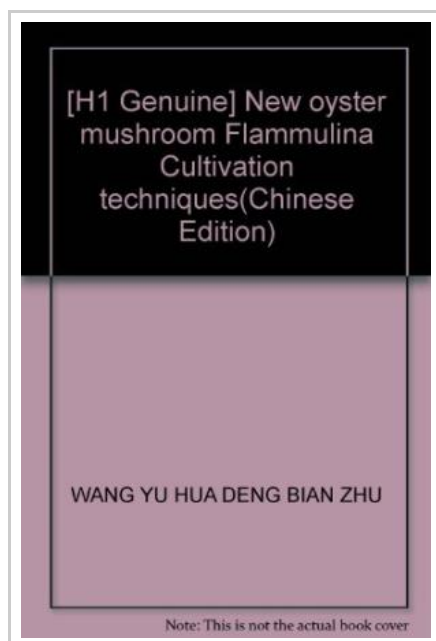 [H1 Genuine] New oyster
mushroom Flammulina
Cultivation
techniques(Chinese
Edition)
WANG YU HUA DENG BIAN ZHU
Note: This is not the actual book cover